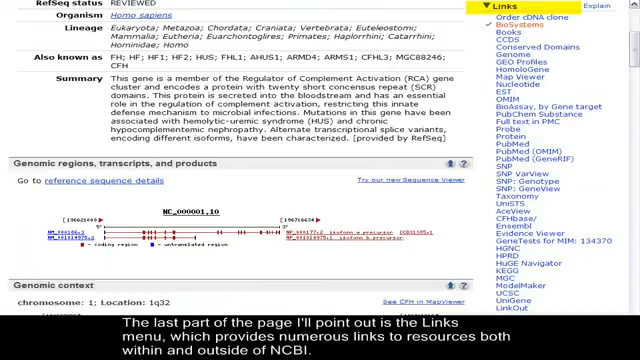 RefSeq status REVIEWED
Organism Homo sapiens
Lineage Eukaryota; Metazoa; Chordata; Craniata; Vertebrata; Euteleostomi;
Mammalia; Eutheria; Euarchontoglires; Primates; Haplorrhini; Catarrhini;
Hominidae; Homo
Also known as FH; HF; HF1; HF2; HUS; FHL1; AHUS1; ARMD4; ARMS1; CFHL3; MGC88246;
CFH
Summary This gene is a member of the Regulator of Complement Activation (RCA) gene
cluster and encodes a protein with twenty short concensus repeat (SCR)
domains. This protein is secreted into the bloodstream and has an essential
role in the regulation of complement activation, restricting this innate
defense mechanism to microbial infections. Mutations in this gene have been
associated with hemolytic-uremic syndrome (HUS) and chronic
hypocomplementemic nephropathy. Alternate transcriptional splice variants,
encoding different isoforms, have been characterized. [provided by RefSeq]
Genomic regions, transcripts, and products
Go to reference sequence details Try our new Sequence Viewer
NC_000001.10
5' 3'
isoform a precursor
isoform b precursor
- coding region - untranslated region
Genomic context
chromosome: 1; Location: 1q32 See CFH in MapViewer
Links Explain
Order cDNA clone
BioSystems
Books
CCDS
Conserved Domains
Genome
GEO Profiles
HomoloGene
Map Viewer
Nucleotide
EST
OMIM
BioAssay, by Gene target
PubChem Substance
Full text in PMC
Probe
Protein
PubMed
PubMed (OMIM)
PubMed (GeneRIF)
SNP
SNP VarView
SNP: Genotype
SNP: GeneView
Taxonomy
UniSTS
AceView
CFHbase/
Ensembl
Evidence Viewer
GeneTests for MIM: 134370
HGNC
HPRD
HuGE Navigator
KEGG
MGC
ModelMaker
UCSC
UniGene
LinkOut
The last part of the page I'll point out is the Links
menu, which provides numerous links to resources both
within and outside of NCBI.